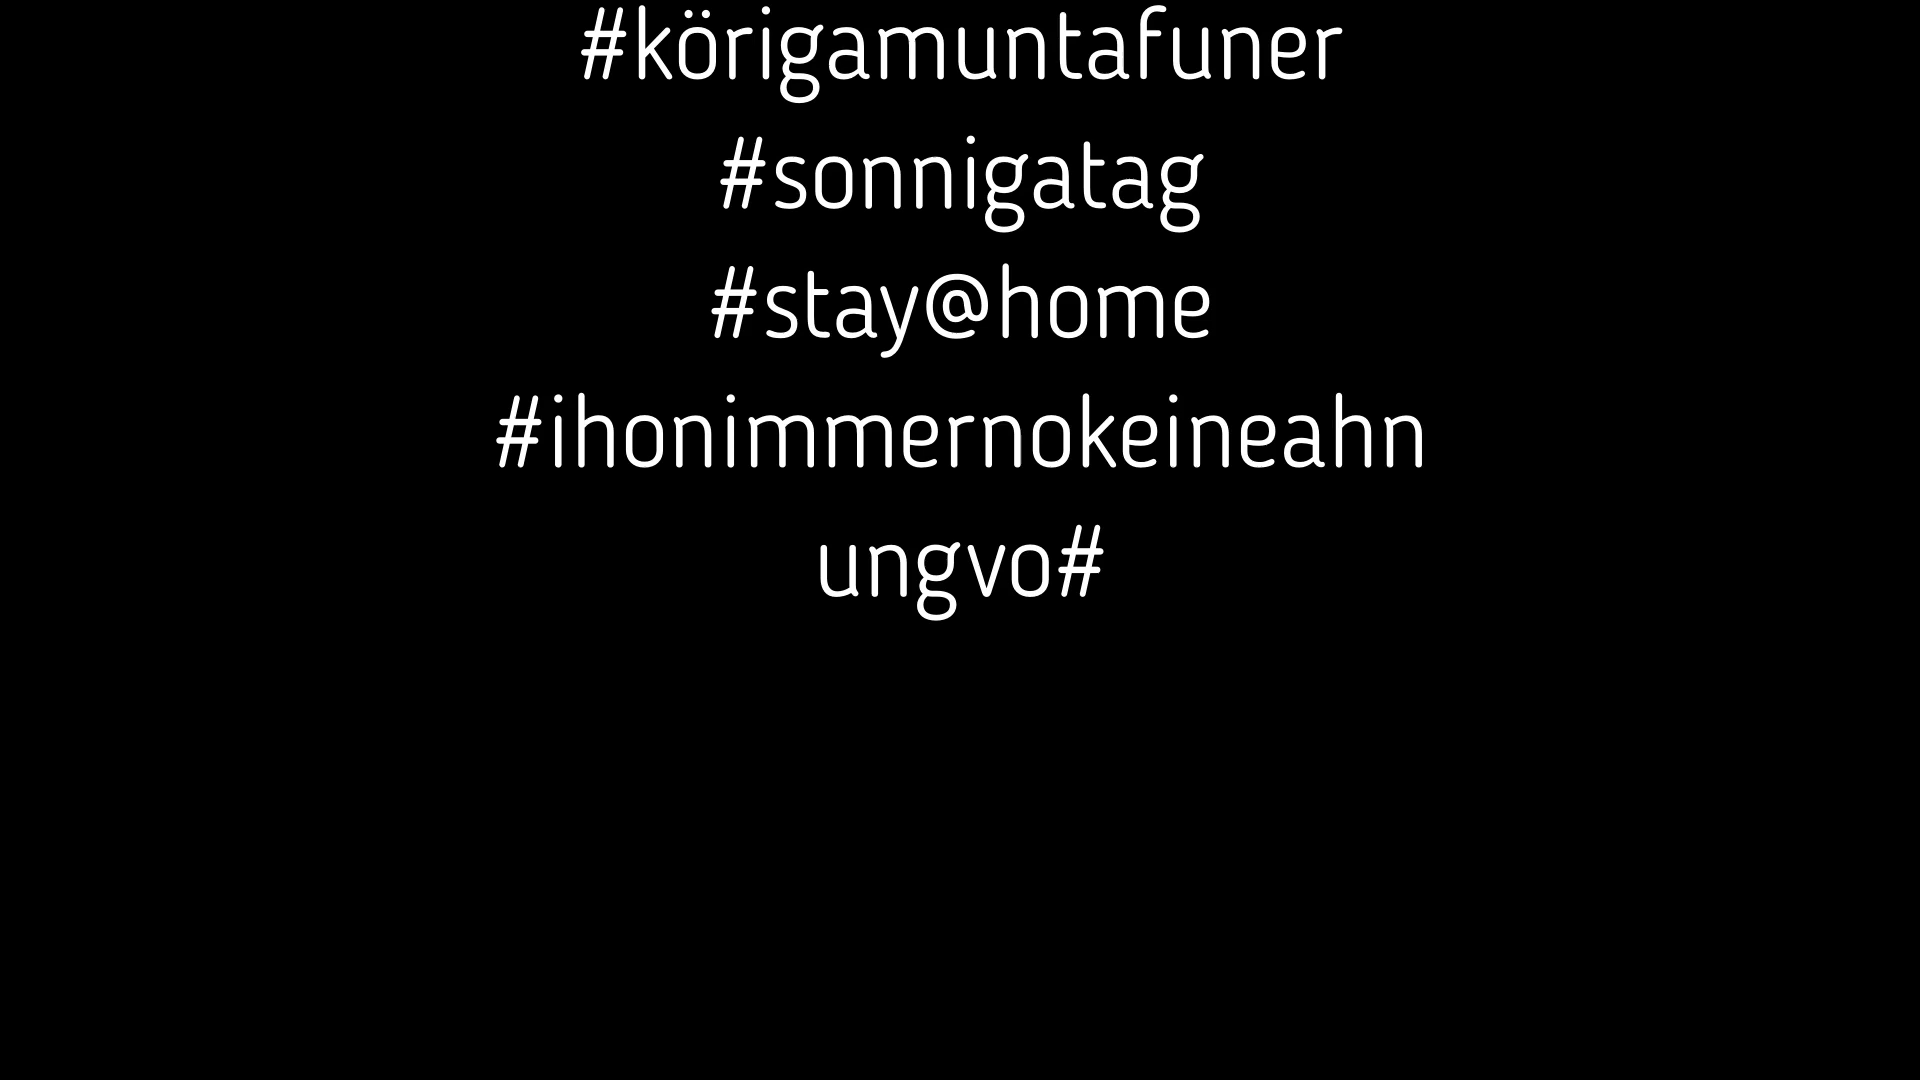 #körigamuntafuner
#sonnigatag
#stay@home
#ihonimmernokeineahn
ungvo#